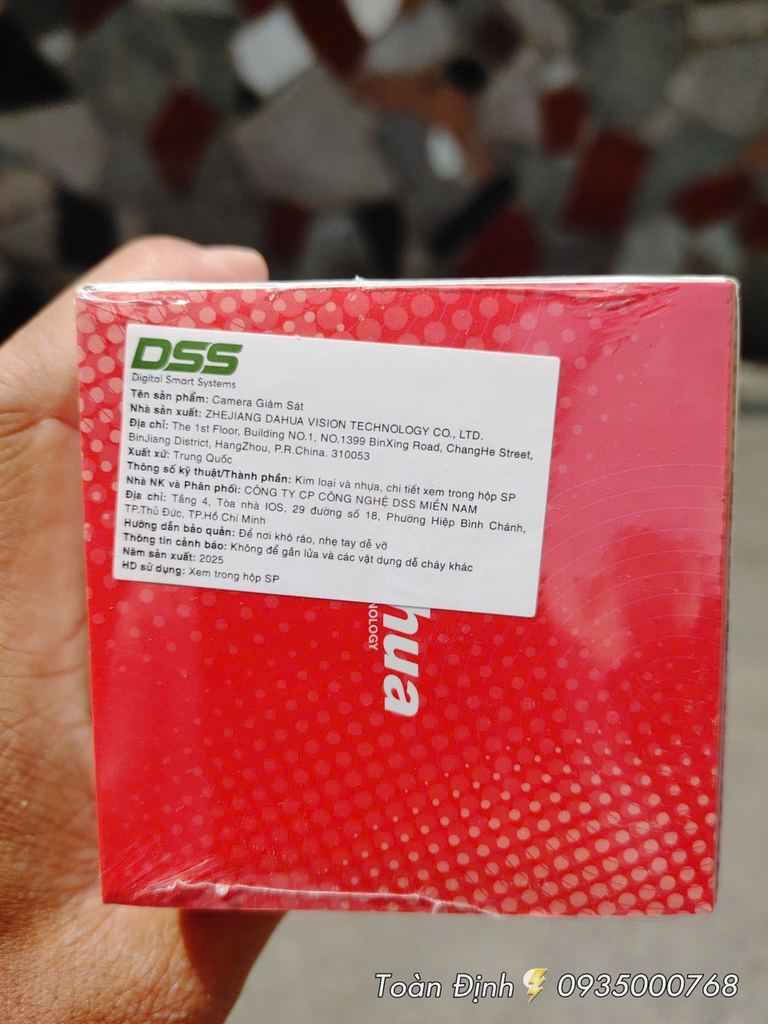 DSS
Digital Smart Systems
Tên sản phẩm: Camera Giám Sát
Nhà sản xuất: ZHEJIANG DAHUA VISION TECHNOLOGY CO., LTD.
Địa chỉ: The 1st Floor, Building NO.1, NO.1399 BinXing Road, ChangHe Street,
BinJiang District, HangZhou, P.R.China. 310053
Xuất xứ: Trung Quốc
Thông số kỹ thuật/Thành phần: Kim loại và nhựa, chi tiết xem trong hộp SP
Nhà NK và Phân phối: CÔNG TY CP CÔNG NGHỆ DSS MIỀN NAM
Địa chỉ: Tầng 4, Tòa nhà IOS, 29 đường số 18, Phường Hiệp Bình Chánh,
TP.Thủ Đức, TP.Hồ Chí Minh
Hướng dẫn bảo quản: Để nơi khô ráo, nhẹ tay dễ vỡ
Thông tin cảnh báo: Không để gần lửa và các vật dụng dễ cháy khác
Năm sản xuất: 2025
HD sử dụng: Xem trong hộp SP
hua
NOLOGY
Toàn Định⚡0935000768